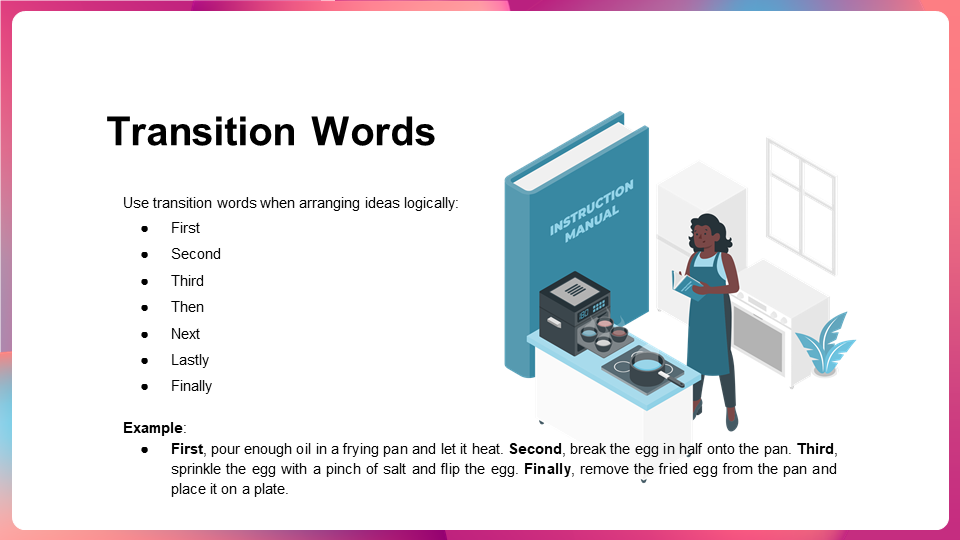 Transition Words
INSTRUCTION
MANUAL
Use transition words when arranging ideas logically:
● First
● Second
● Third
● Then
● Next
● Lastly
● Finally
Example:
● First, pour enough oil in a frying pan and let it heat. Second, break the egg in half onto the pan. Third,
sprinkle the egg with a pinch of salt and flip the egg. Finally, remove the fried egg from the pan and
place it on a plate.